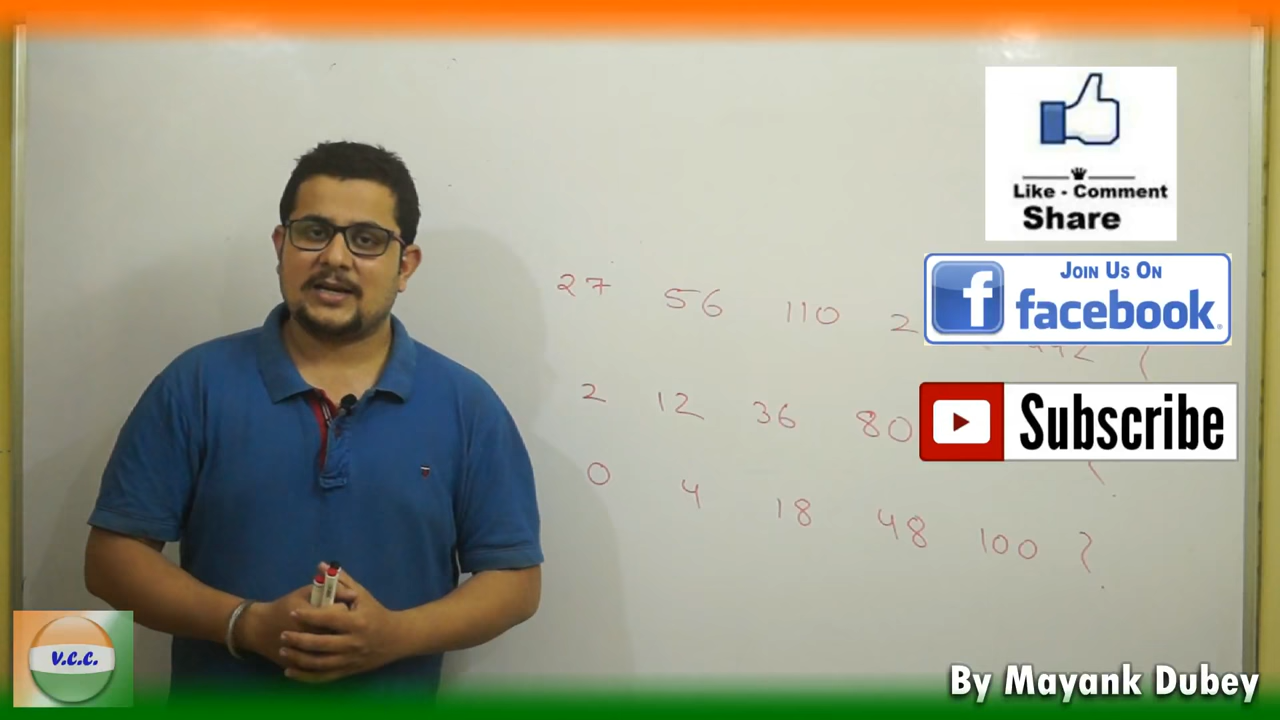 Like - Comment
Share
JOIN US ON
facebook.
Subscribe
27 56 110 2
2 12 36 80
0 4 18 48 100 ?
V.C.C.
By Mayank Dubey